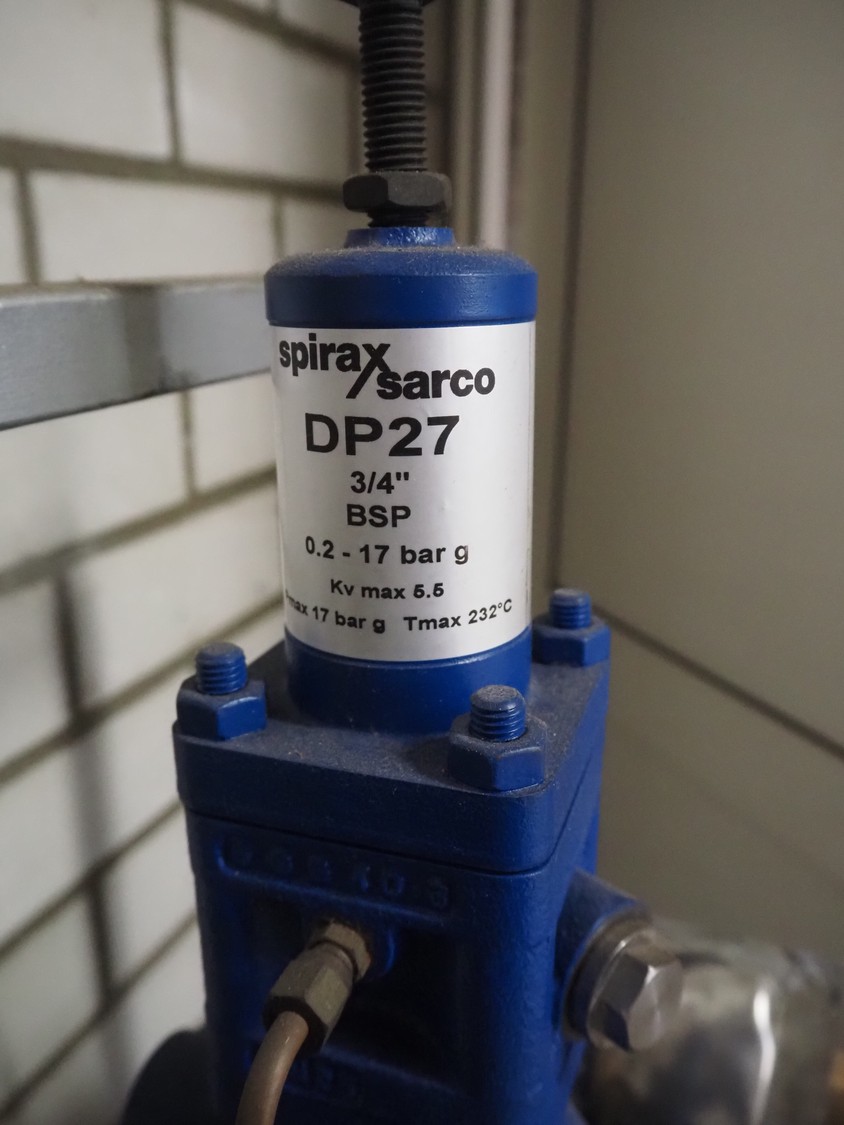 spirax
sarco
DP27
3/4"
BSP
0.2 - 17 bar g
Kv max 5.5
max 17 bar g Tmax 232°C